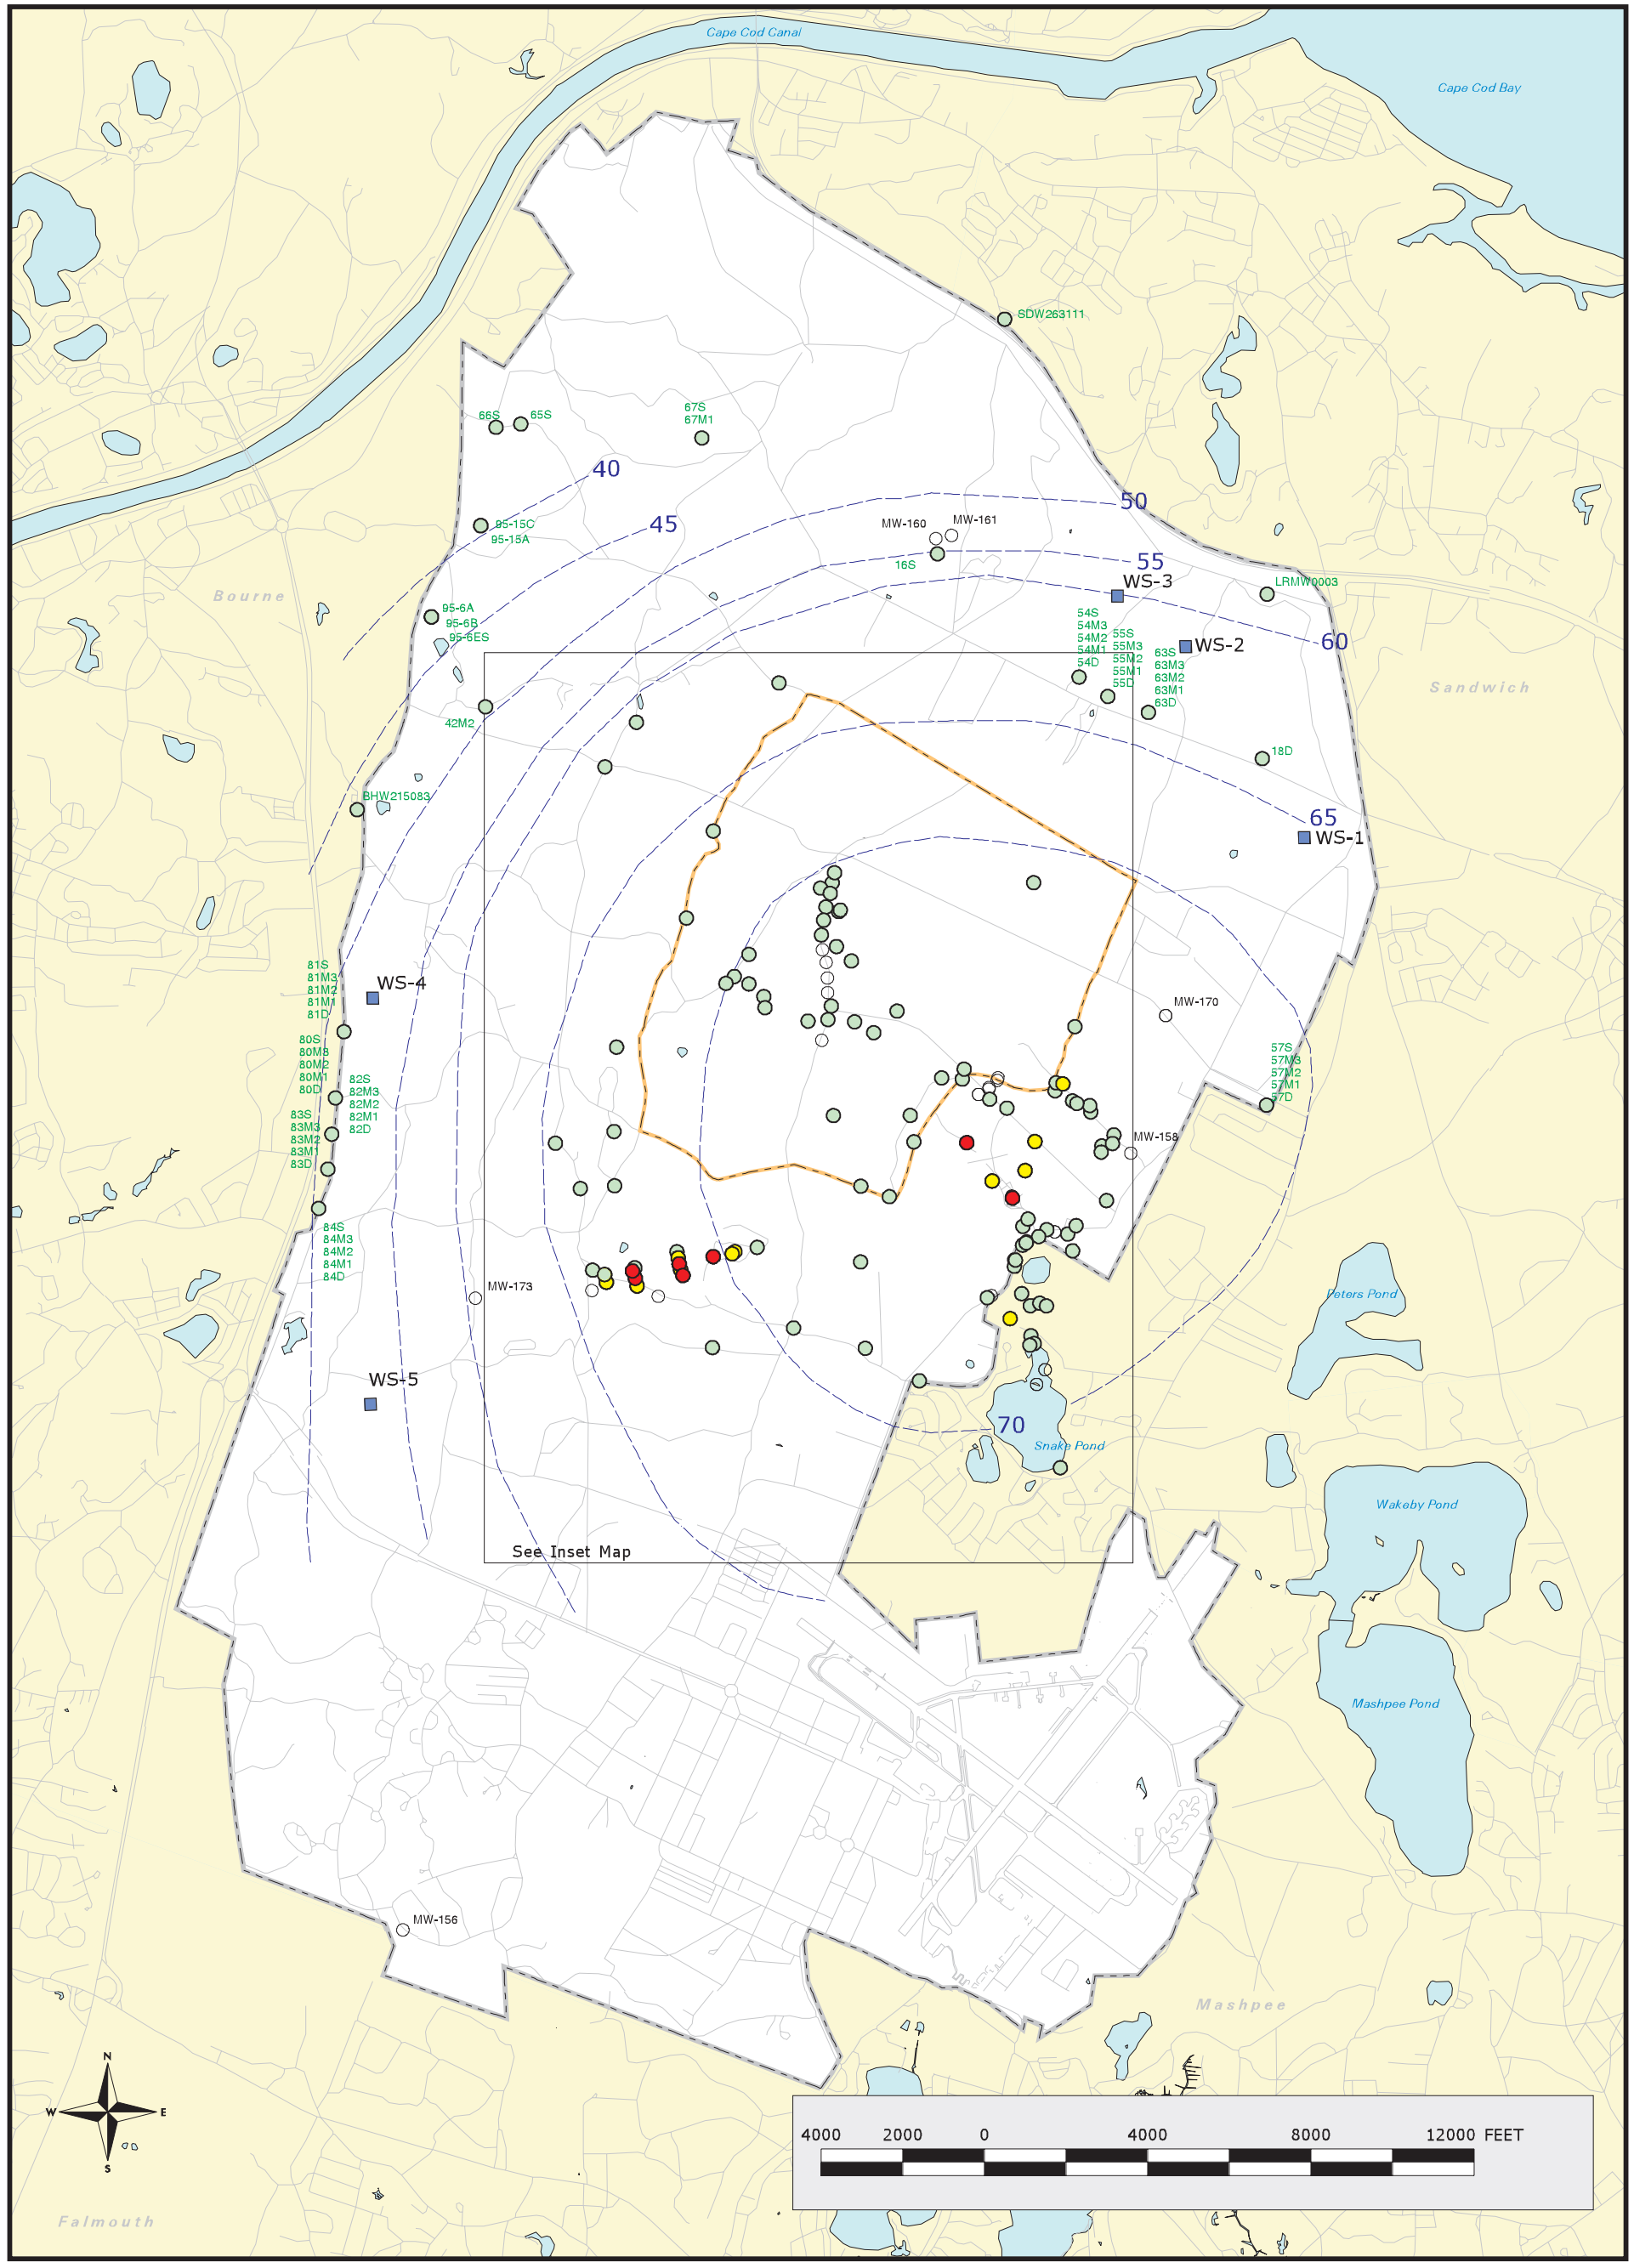 Cape Cod Canal
Cape Cod Bay
SDW263111
66S
65S
67S
67M1
40
45
50
95-15C
95-15A
MW-160
MW-161
16S
55
WS-3
LRMW0003
Bourne
95-6A
95-6B
95-6ES
54S
54M3
54M2
54M1
54D
55S
55M3
55M2
55M1
55D
WS-2
60
63S
63M3
63M2
63M1
63D
Sandwich
42M2
18D
BHW215083
65
WS-1
81S
81M3
81M2
81M1
81D
WS-4
MW-170
80S
80M3
80M2
80M1
80D
82S
82M3
82M2
82M1
82D
57S
57M3
57M2
57M1
57D
83S
83M3
83M2
83M1
83D
MW-158
84S
84M3
84M2
84M1
84D
MW-173
Peters Pond
WS-5
70
Snake Pond
Wakeby Pond
See Inset Map
Mashpee Pond
MW-156
Mashpee
N
W
E
S
4000 2000 0 4000 8000 12000 FEET
Falmouth